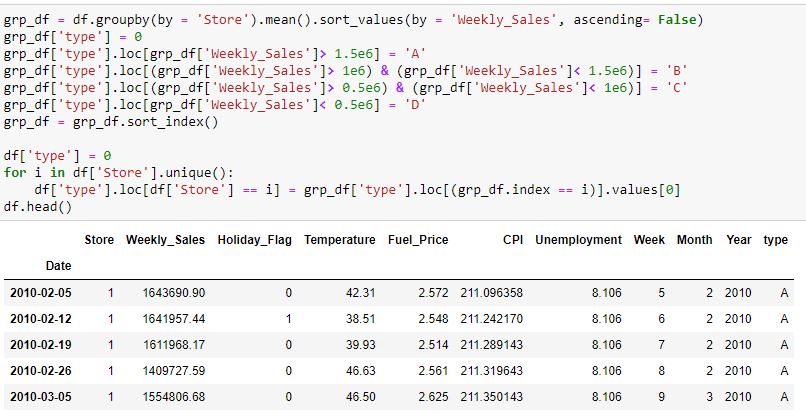 grp_df = df.groupby(by = 'Store').mean().sort_values(by = 'Weekly_Sales', ascending= False)
grp_df['type'] = 0
grp_df['type'].loc[grp_df['Weekly_Sales']> 1.5e6] = 'A'
grp_df['type'].loc[(grp_df['Weekly_Sales']> 1e6) & (grp_df['Weekly_Sales']< 1.5e6)] = 'B'
grp_df['type'].loc[(grp_df['Weekly_Sales']> 0.5e6) & (grp_df['Weekly_Sales']< 1e6)] = 'C'
grp_df['type'].loc[grp_df['Weekly_Sales']< 0.5e6] = 'D'
grp_df = grp_df.sort_index()
df['type'] = 0
for i in df['Store'].unique():
    df['type'].loc[df['Store'] == i] = grp_df['type'].loc[(grp_df.index == i)].values[0]
df.head()
Store Weekly_Sales Holiday_Flag Temperature Fuel_Price CPI Unemployment Week Month Year type
Date
2010-02-05 1 1643690.90 0 42.31 2.572 211.096358 8.106 5 2 2010 A
2010-02-12 1 1641957.44 1 38.51 2.548 211.242170 8.106 6 2 2010 A
2010-02-19 1 1611968.17 0 39.93 2.514 211.289143 8.106 7 2 2010 A
2010-02-26 1 1409727.59 0 46.63 2.561 211.319643 8.106 8 2 2010 A
2010-03-05 1 1554806.68 0 46.50 2.625 211.350143 8.106 9 3 2010 A